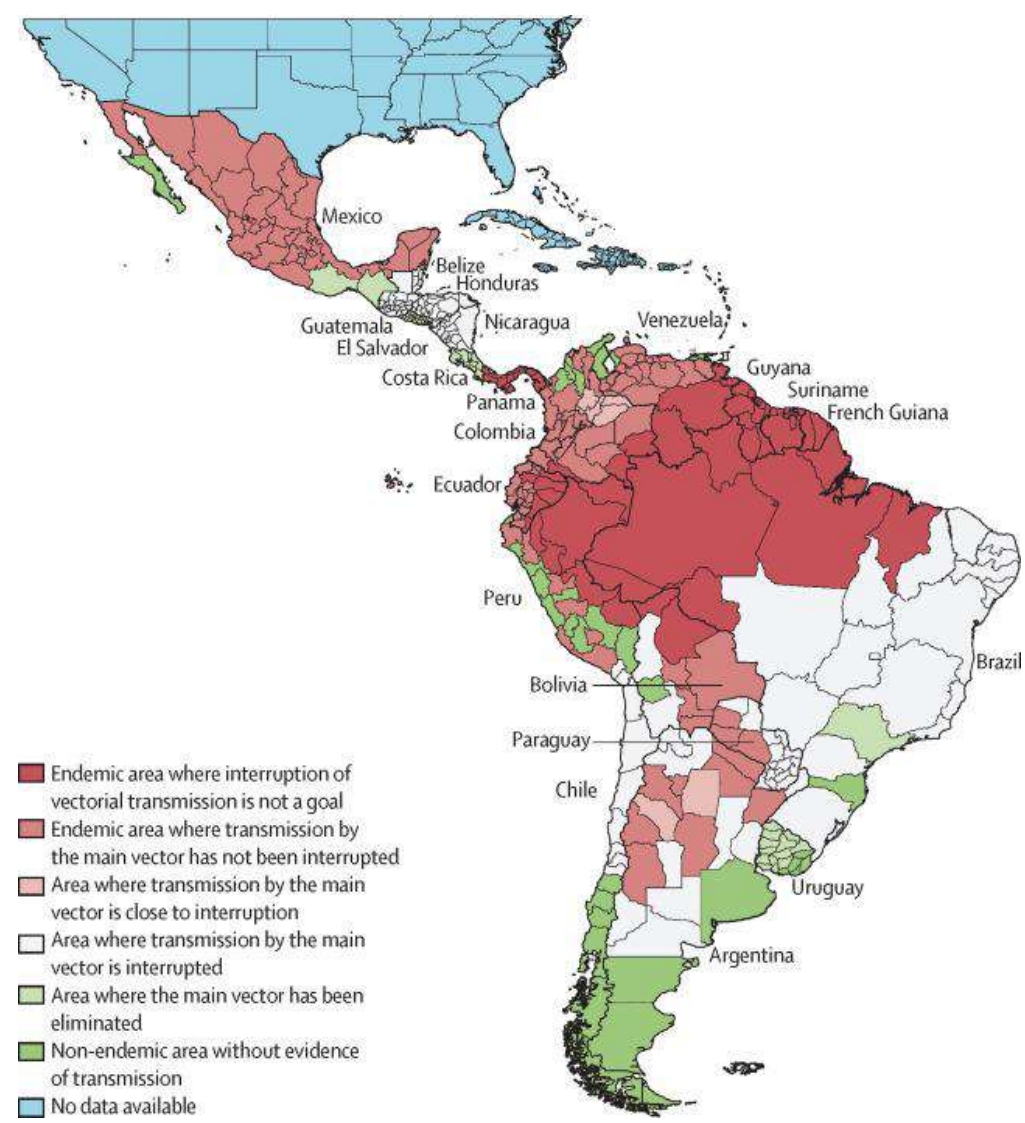 Mexico
Belize
Honduras
Guatemala
Nicaragua
El Salvador
Venezuela
Costa Rica
Guyana
Panama
Suriname
French Guiana
Colombia
Ecuador
Peru
Brazil
Bolivia
Paraguay
Chile
Uruguay
Argentina
Endemic area where interruption of
vectorial transmission is not a goal
Endemic area where transmission by
the main vector has not been interrupted
Area where transmission by the main
vector is close to interruption
Area where transmission by the main
vector is interrupted
Area where the main vector has been
eliminated
Non-endemic area without evidence
of transmission
No data available